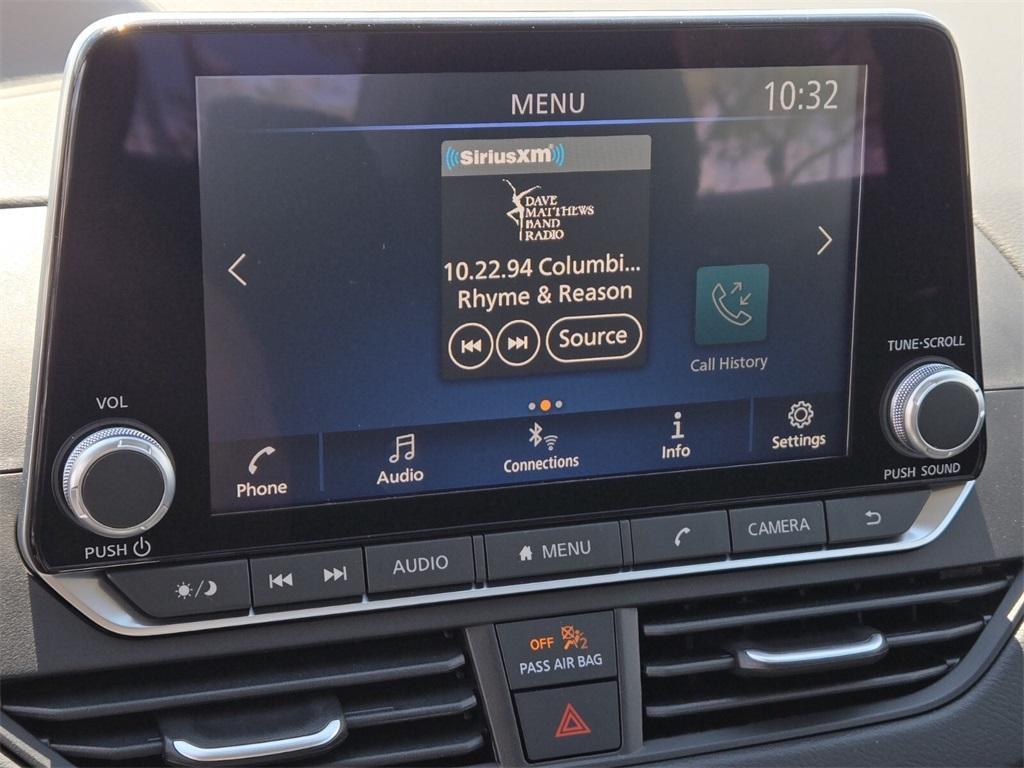 MENU
10:32
SiriusXM
DAVE
MATTHEWS
BAND
RADIO
10.22.94 Columbi...
Rhyme & Reason
Source
Call History
Phone
Audio
Connections
Info
Settings
VOL
PUSH
TUNE·SCROLL
PUSH SOUND
AUDIO
MENU
CAMERA
OFF 2
PASS AIR BAG